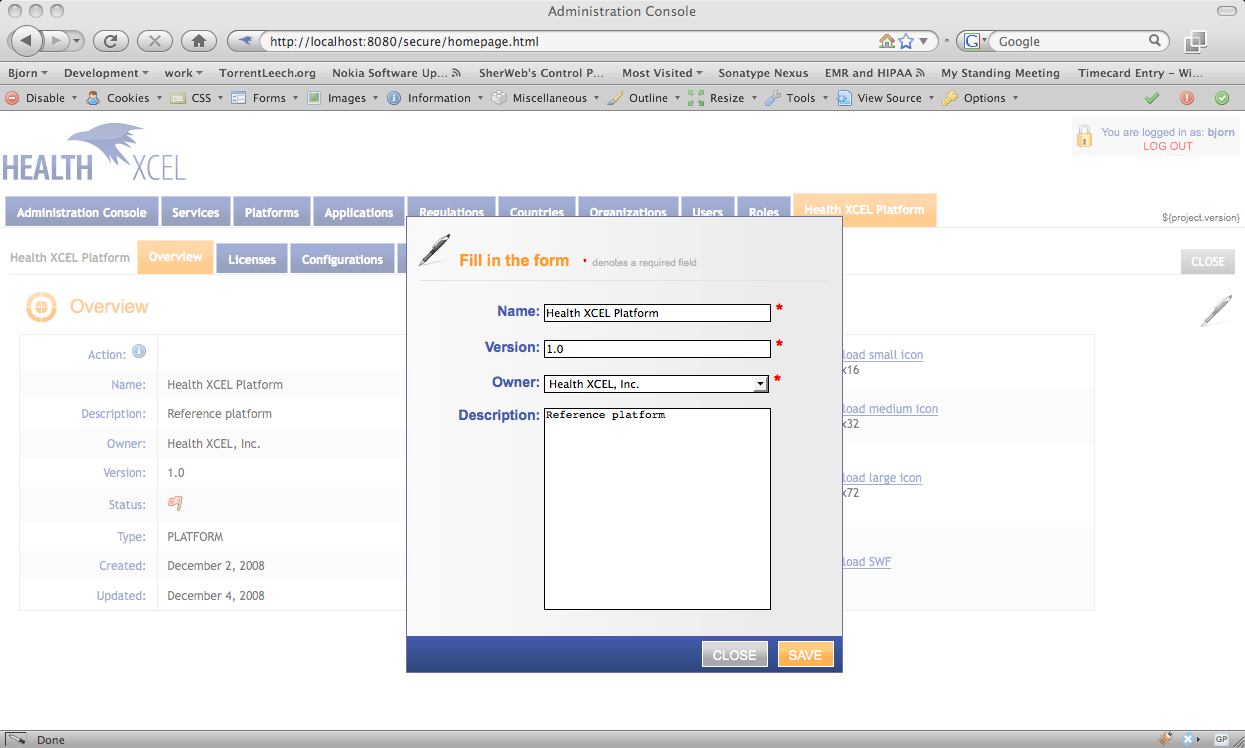 Administration Console
http://localhost:8080/secure/homepage.html
Google
Bjorn Development work TorrentLeech.org Nokia Software Up... SherWeb's Control P... Most Visited Sonatype Nexus EMR and HIPAA My Standing Meeting Timecard Entry – Wi...
Disable Cookies CSS Forms Images Information Miscellaneous Outline Resize Tools View Source Options
HEALTH XCEL
You are logged in as: bjorn
LOG OUT
Administration Console Services Platforms Applications Regulations Countries Organizations Users Roles Health XCEL Platform
${project.version}
Health XCEL Platform Overview Licenses Configurations
CLOSE
Overview
Action:
Name: Health XCEL Platform
Description: Reference platform
Owner: Health XCEL, Inc.
Version: 1.0
Status:
Type: PLATFORM
Created: December 2, 2008
Updated: December 4, 2008
Fill in the form * denotes a required field
Name: Health XCEL Platform *
Version: 1.0 *
Owner: Health XCEL, Inc. *
Description: Reference platform
CLOSE SAVE
load small icon
x16
load medium icon
x32
load large icon
x72
load SWF
Done
GP